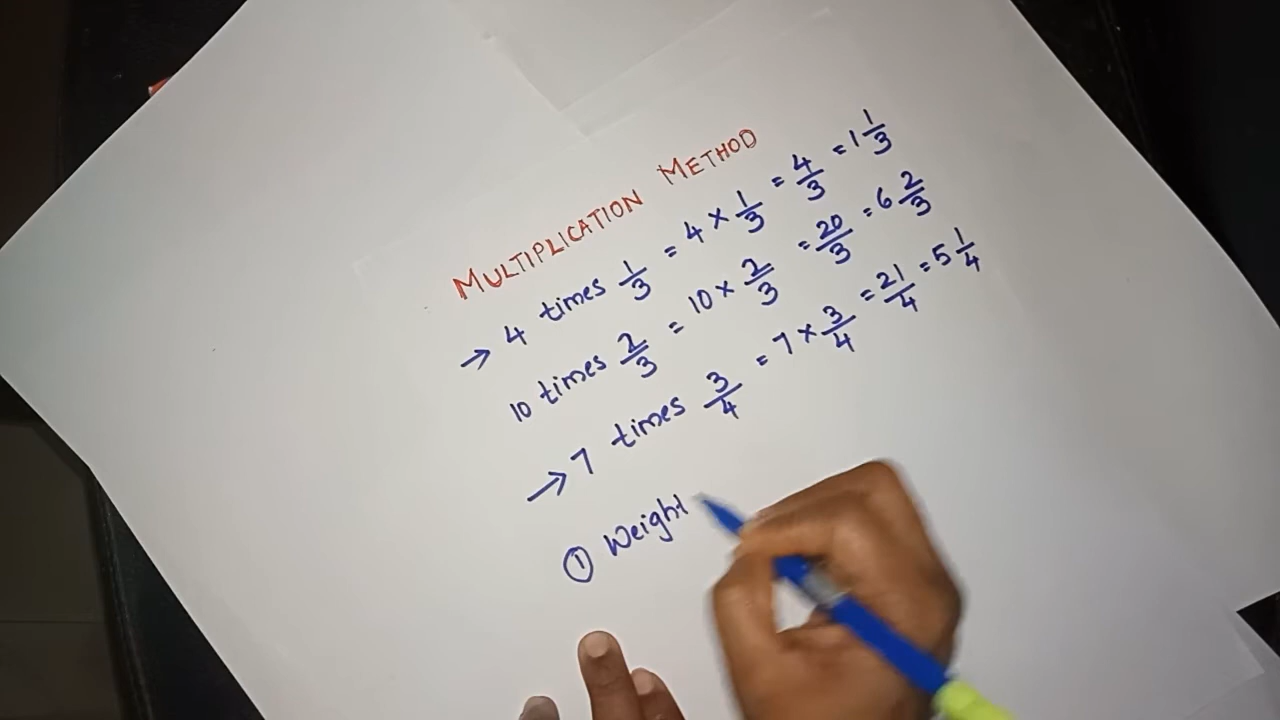 MULTIPLICATION METHOD
→ 4 times 1/3 = 4 × 1/3 = 4/3 = 1 1/3
10 times 2/3 = 10 × 2/3 = 20/3 = 6 2/3
→ 7 times 3/4 = 7 × 3/4 = 21/4 = 5 1/4
① Weight